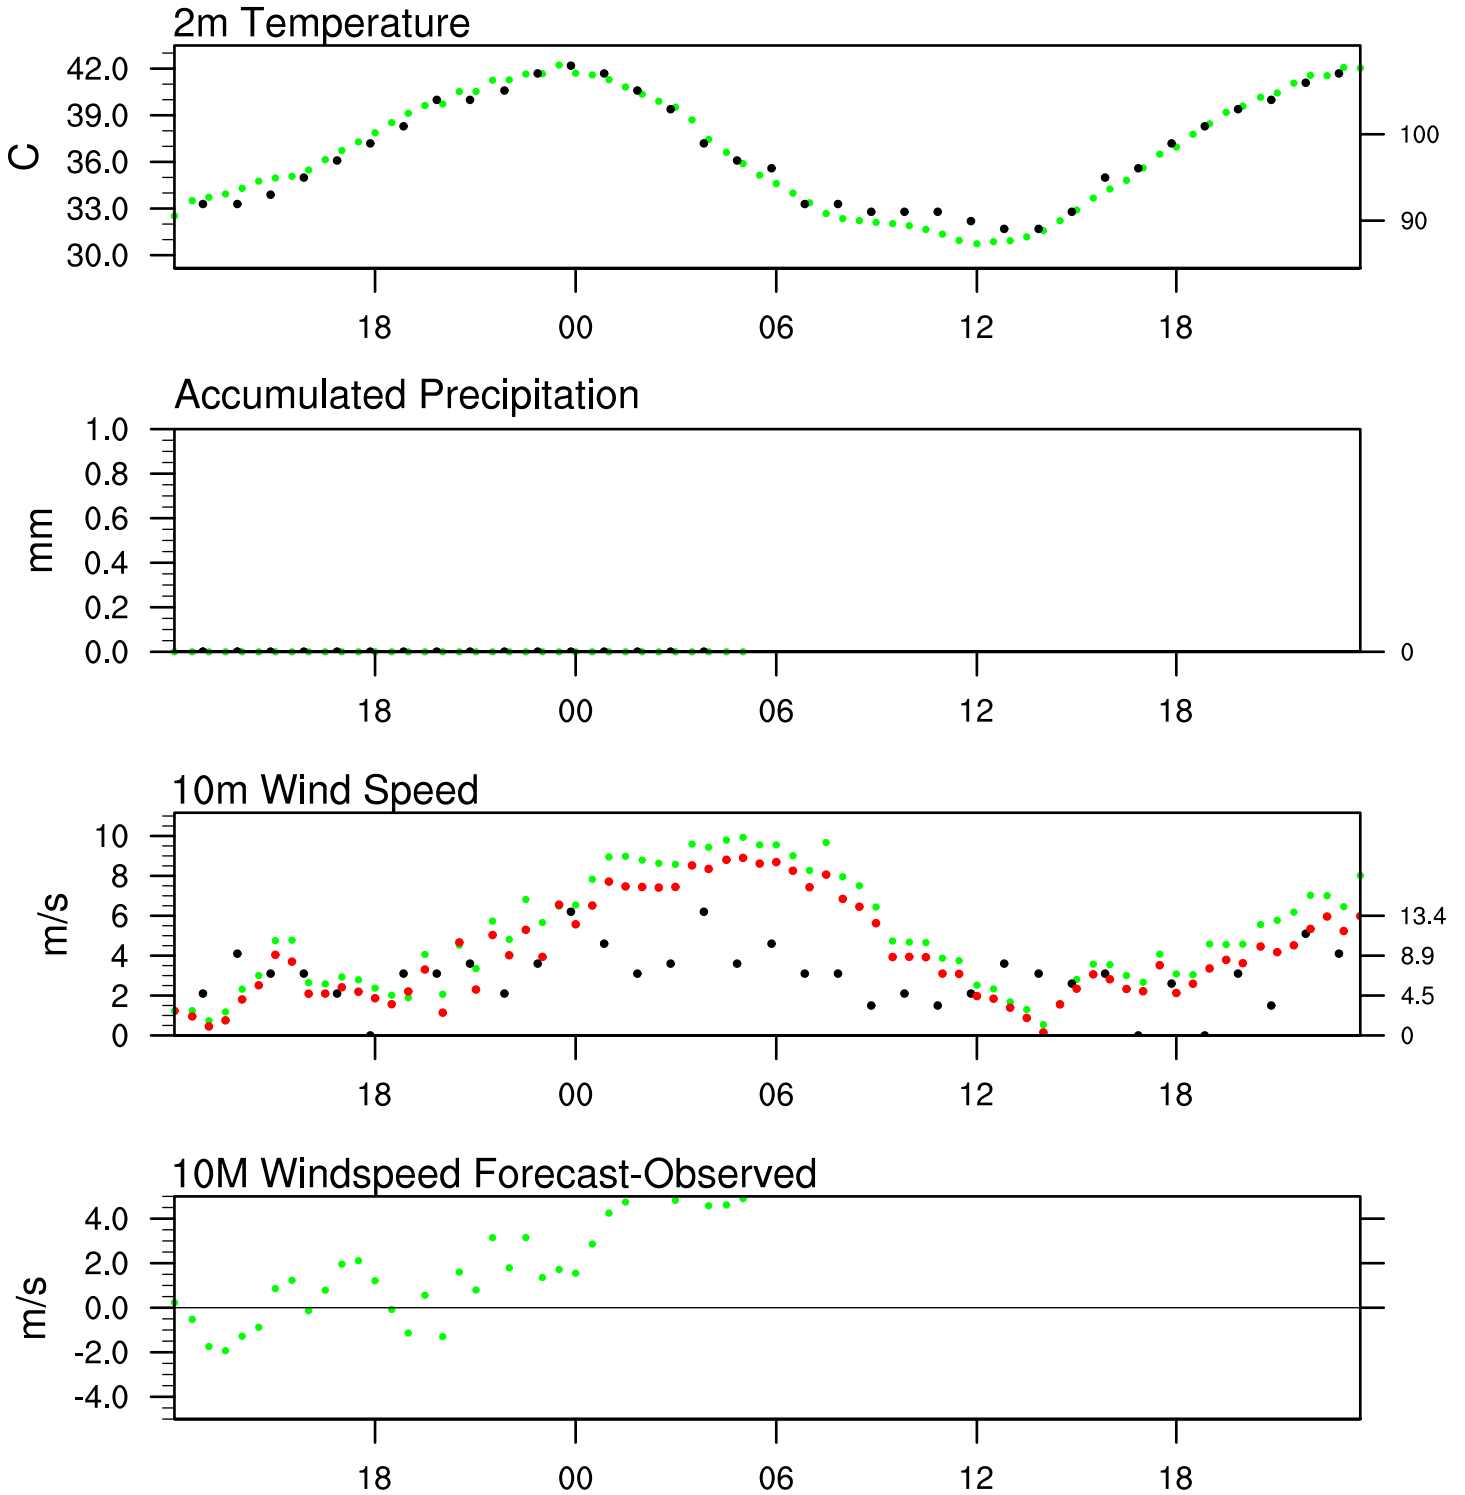 2m Temperature
42.0
39.0
100
C
36.0
33.0
90
30.0
18 00 06 12 18
Accumulated Precipitation
1.0
0.8
mm
0.6
0.4
0.2
0.0 0
18 00 06 12 18
10m Wind Speed
10
8
m/s
6 13.4
4 8.9
2 4.5
0 0
18 00 06 12 18
10M Windspeed Forecast-Observed
4.0
2.0
m/s
0.0
-2.0
-4.0
18 00 06 12 18